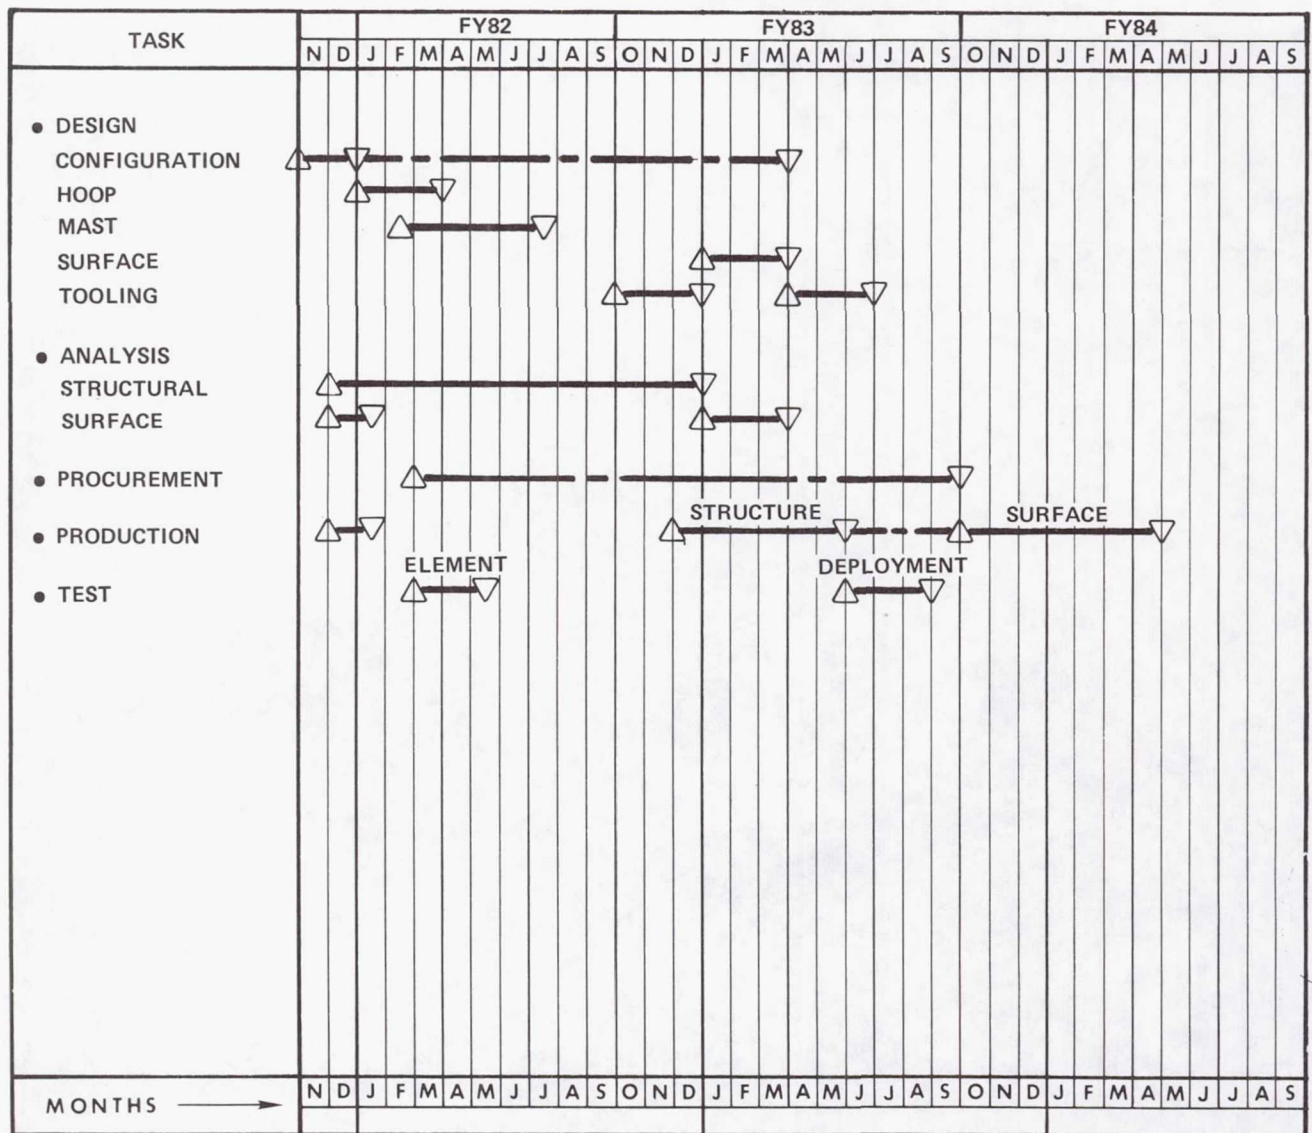 TASK
FY82 FY83 FY84
N D J F M A M J J A S O N D J F M A M J J A S O N D J F M A M J J A S
• DESIGN
CONFIGURATION
HOOP
MAST
SURFACE
TOOLING
• ANALYSIS
STRUCTURAL
SURFACE
• PROCUREMENT
STRUCTURE SURFACE
• PRODUCTION
ELEMENT DEPLOYMENT
• TEST
MONTHS
N D J F M A M J J A S O N D J F M A M J J A S O N D J F M A M J J A S